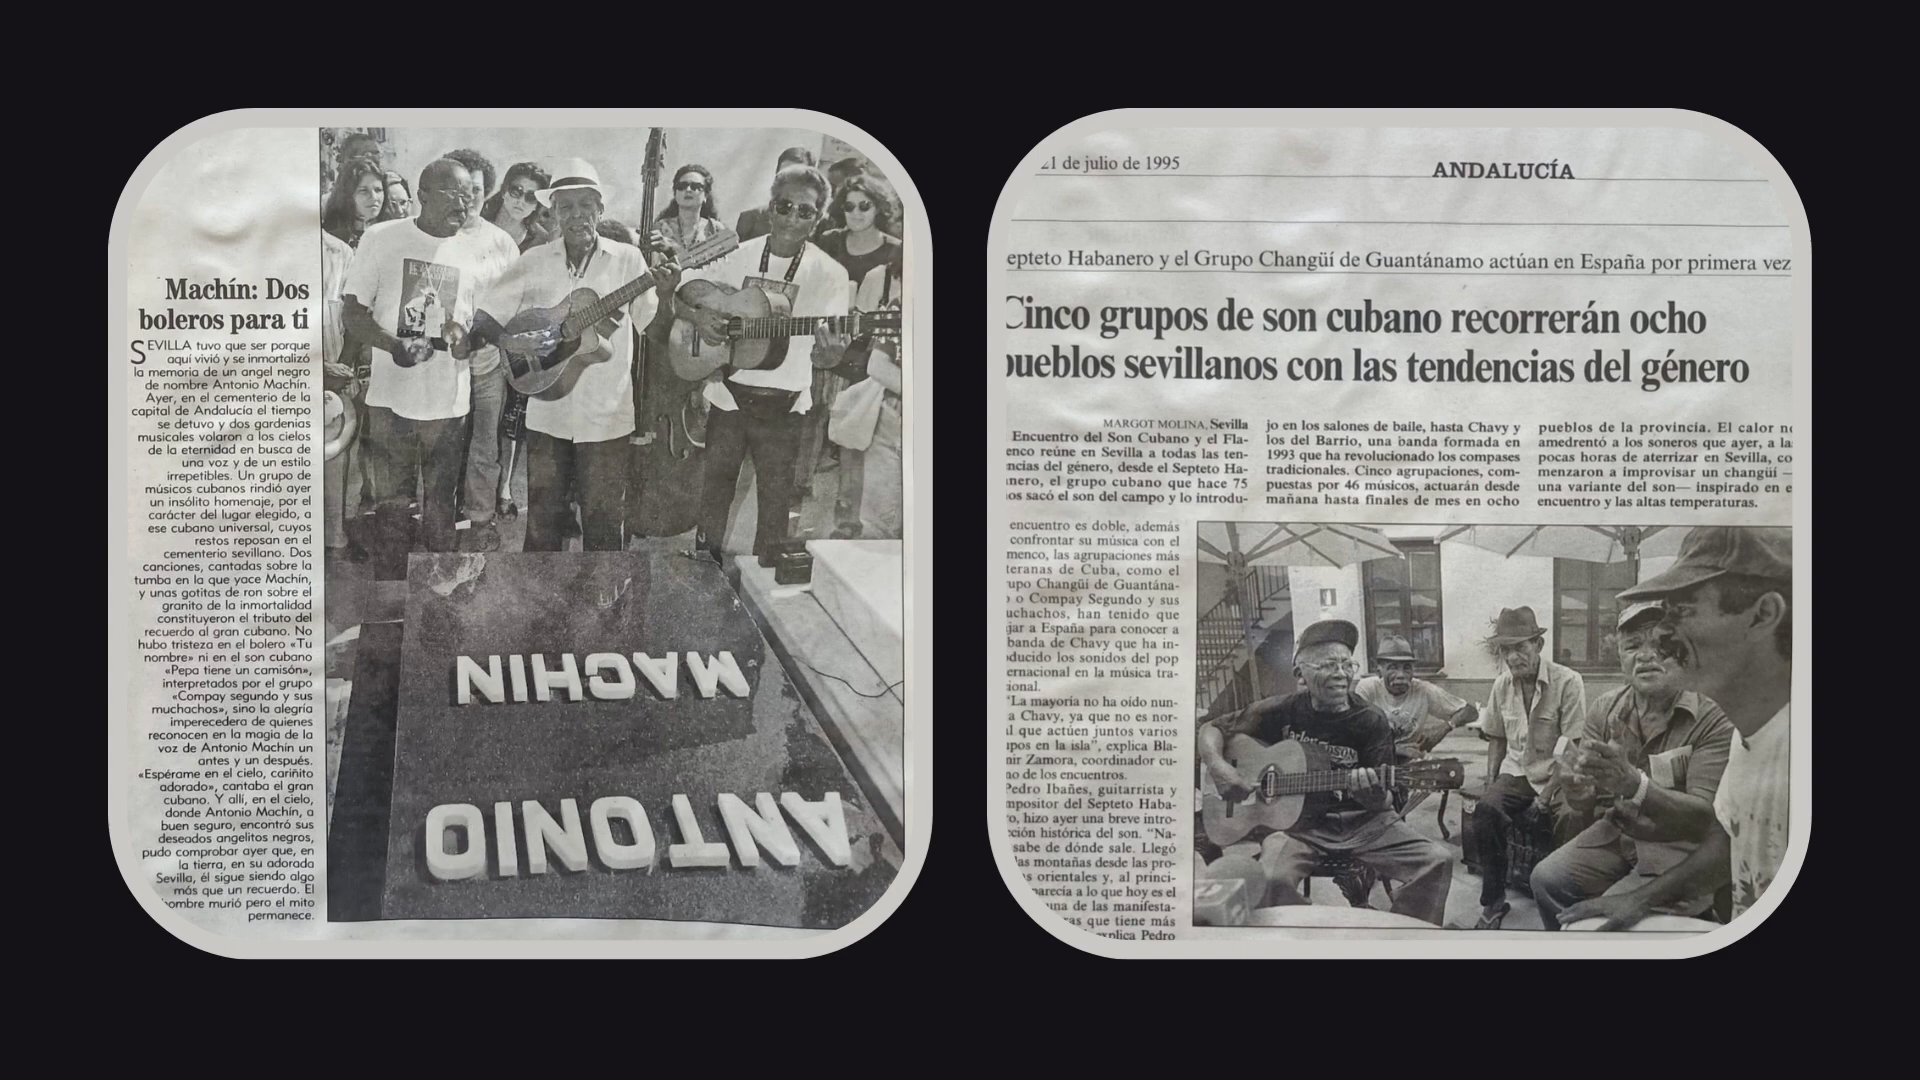 Machín: Dos
boleros para ti
SEVILLA tuvo que ser porque
aquí vivió y se inmortalizó
la memoria de un angel negro
de nombre Antonio Machín.
Ayer, en el cementerio de la
capital de Andalucía el tiempo
se detuvo y dos gardenias
musicales volaron a los cielos
de la eternidad en busca de
una voz y de un estilo
irrepetibles. Un grupo de
músicos cubanos rindió ayer
un insólito homenaje, por el
carácter del lugar elegido, a
ese cubano universal, cuyos
restos reposan en el
cementerio sevillano. Dos
canciones, cantadas sobre la
tumba en la que yace Machín,
y unas gotitas de ron sobre el
granito de la inmortalidad
constituyeron el tributo del
recuerdo al gran cubano. No
hubo tristeza en el bolero «Tu
nombre» ni en el son cubano
«Pepa tiene un camisón»,
interpretados por el grupo
«Compay segundo y sus
muchachos», sino la alegría
imperecedera de quienes
reconocen en la magia de la
voz de Antonio Machín un
antes y un después.
«Espérame en el cielo, cariñito
adorado», cantaba el gran
cubano. Y allí, en el cielo,
donde Antonio Machín, a
buen seguro, encontró sus
deseados angelitos negros,
pudo comprobar ayer que, en
la tierra, en su adorada
Sevilla, él sigue siendo algo
más que un recuerdo. El
hombre murió pero el mito
permanece.
ANTONIO
MACHIN
21 de julio de 1995
ANDALUCÍA
epteto Habanero y el Grupo Changüí de Guantánamo actúan en España por primera vez
Cinco grupos de son cubano recorrerán ocho
pueblos sevillanos con las tendencias del género
MARGOT MOLINA, Sevilla
Encuentro del Son Cubano y el Fla-
enco reúne en Sevilla a todas las ten-
ncias del género, desde el Septeto Ha-
nero, el grupo cubano que hace 75
os sacó el son del campo y lo introdu-
jo en los salones de baile, hasta Chavy y
los del Barrio, una banda formada en
1993 que ha revolucionado los compases
tradicionales. Cinco agrupaciones, com-
puestas por 46 músicos, actuarán desde
mañana hasta finales de mes en ocho
pueblos de la provincia. El calor no
amedrentó a los soneros que ayer, a la
pocas horas de aterrizar en Sevilla, co
menzaron a improvisar un changüí —
una variante del son— inspirado en e
encuentro y las altas temperaturas.
encuentro es doble, además
confrontar su música con el
menco, las agrupaciones más
teranas de Cuba, como el
upo Changüi de Guantána-
o Compay Segundo y sus
uchachos, han tenido que
jar a España para conocer a
banda de Chavy que ha in-
ducido los sonidos del pop
ernacional en la música tra-
ional.
"La mayoría no ha oído nun-
a Chavy, ya que no es nor-
l que actúen juntos varios
upos en la isla", explica Bla-
mir Zamora, coordinador cu-
no de los encuentros.
Pedro Ibañes, guitarrista y
mpositor del Septeto Haba-
o, hizo ayer una breve intro-
ción histórica del son. "Na-
sabe de dónde sale. Llegó
las montañas desde las pro-
s orientales y, al princi-
parecía a lo que hoy es el
una de las manifesta-
as que tiene más
explica Pedro